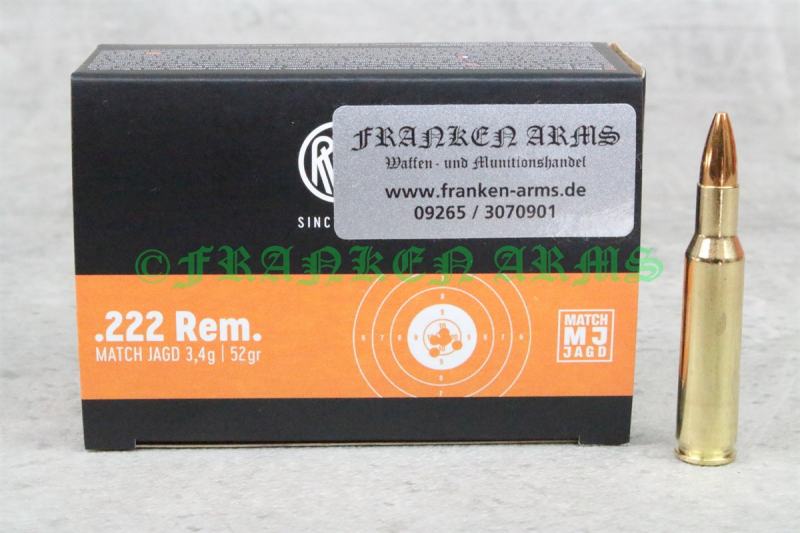 FRANKEN ARMS
Waffen- und Munitionshandel
www.franken-arms.de
09265 / 3070901
SINC
©FRANKEN ARMS
.222 Rem.
MATCH JAGD 3,4g | 52gr
MATCH
MJ
JAGD